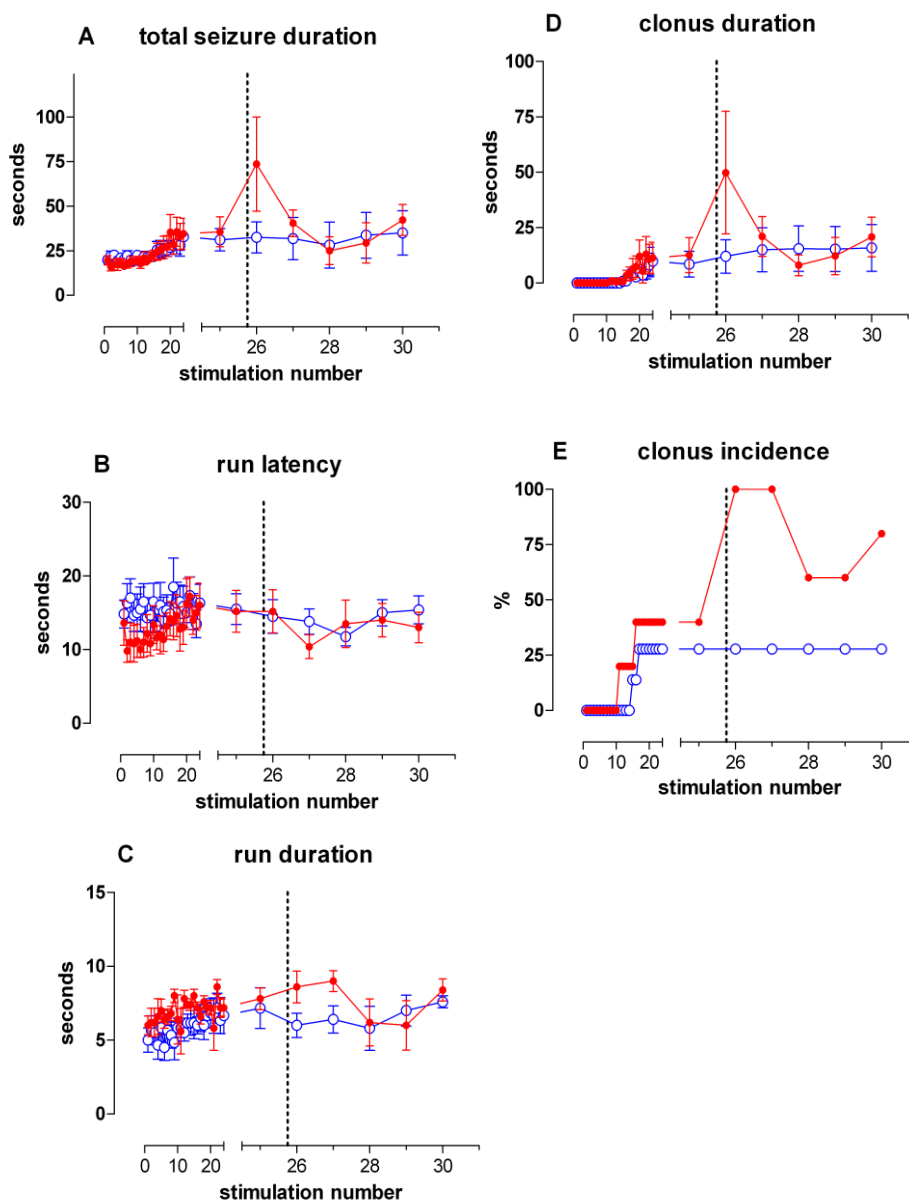 A total seizure duration
100
75
50
25
0
seconds
0 10 20 26 28 30
stimulation number
D clonus duration
100
75
50
25
0
seconds
0 10 20 26 28 30
stimulation number
B run latency
30
20
10
0
seconds
0 10 20 26 28 30
stimulation number
E clonus incidence
100
75
50
25
0
%
0 10 20 26 28 30
stimulation number
C run duration
15
10
5
0
seconds
0 10 20 26 28 30
stimulation number